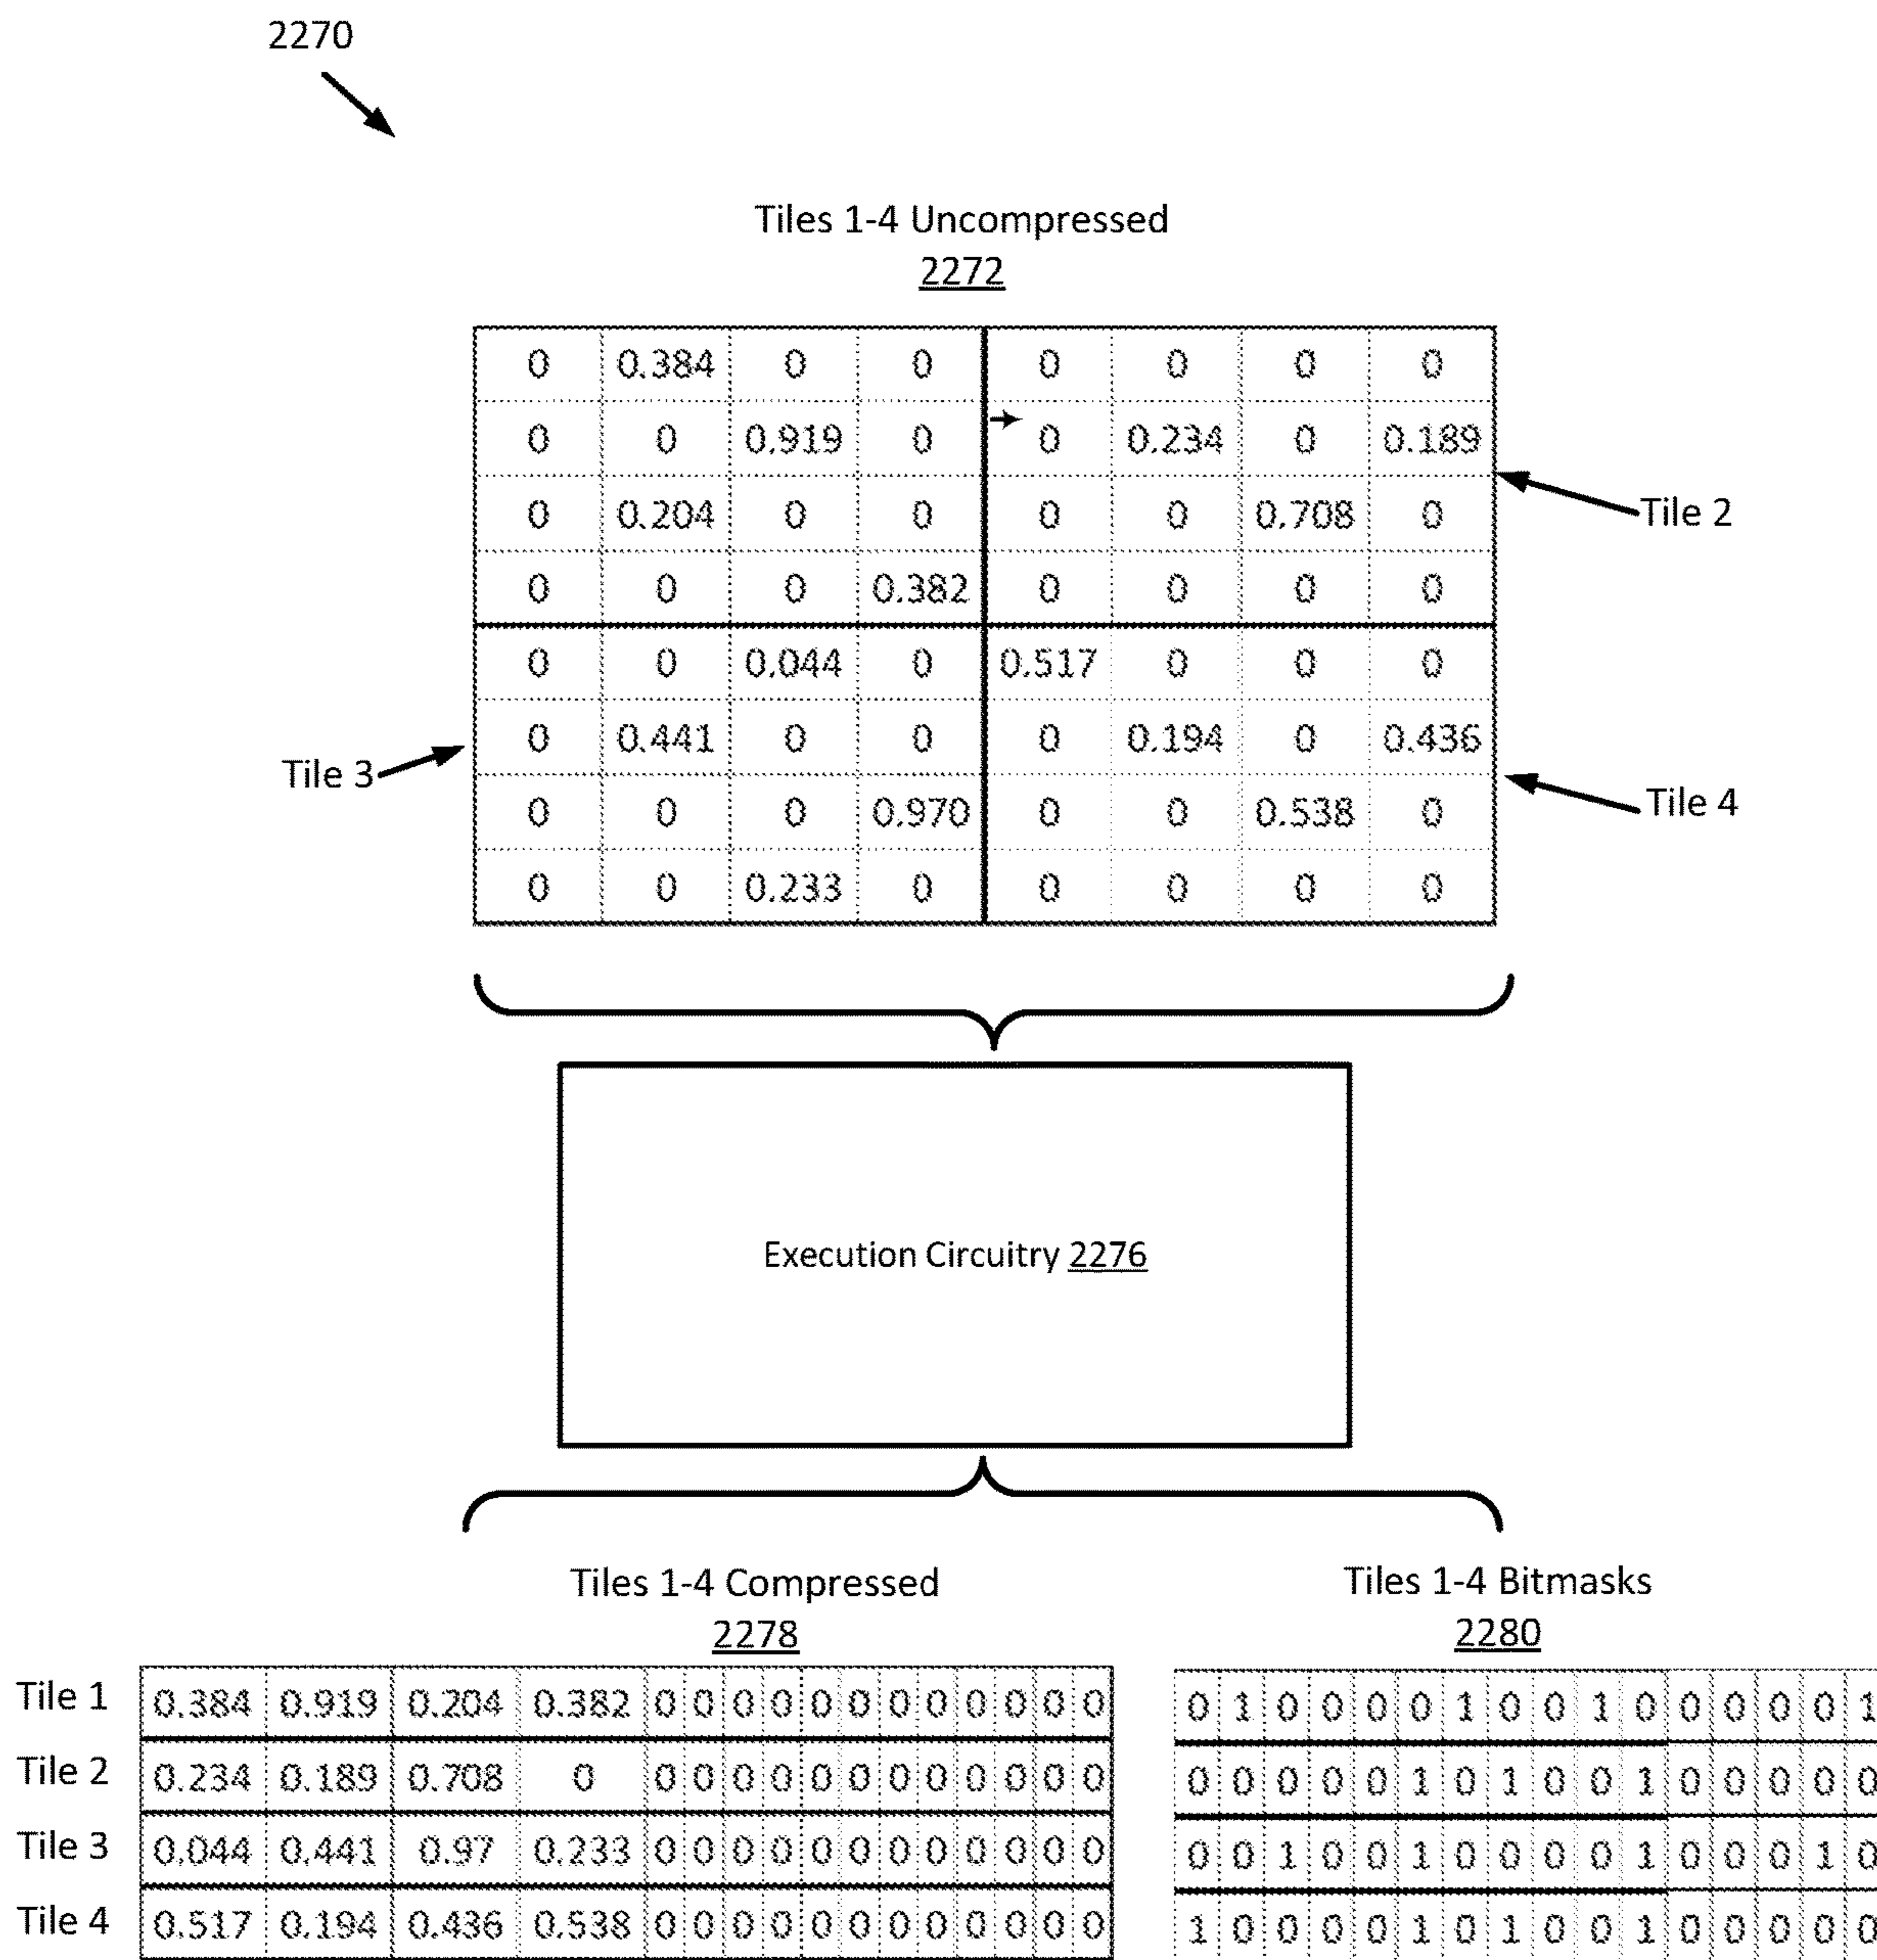 2270
Tiles 1-4 Uncompressed
2272
0 0.384 0 0 0 0 0 0
0 0 0.919 0 0 0.234 0 0.189
0 0.204 0 0 0 0 0.708 0
Tile 2
0 0 0 0.382 0 0 0 0
0 0 0.044 0 0.517 0 0 0
0 0.441 0 0 0 0.194 0 0.436
Tile 3
0 0 0 0.970 0 0 0.538 0
Tile 4
0 0 0.233 0 0 0 0 0
Execution Circuitry 2276
Tiles 1-4 Compressed
2278
Tile 1 0.384 0.919 0.204 0.382 0 0 0 0 0 0 0 0 0 0 0 0
Tile 2 0.234 0.189 0.708 0 0 0 0 0 0 0 0 0 0 0 0 0
Tile 3 0.044 0.441 0.97 0.233 0 0 0 0 0 0 0 0 0 0 0 0
Tile 4 0.517 0.194 0.436 0.538 0 0 0 0 0 0 0 0 0 0 0 0
Tiles 1-4 Bitmasks
2280
0 1 0 0 0 0 1 0 0 1 0 0 0 0 0 1
0 0 0 0 0 1 0 1 0 0 1 0 0 0 0 0
0 0 1 0 0 1 0 0 0 0 1 0 0 0 1 0
1 0 0 0 0 1 0 1 0 0 1 0 0 0 0 0